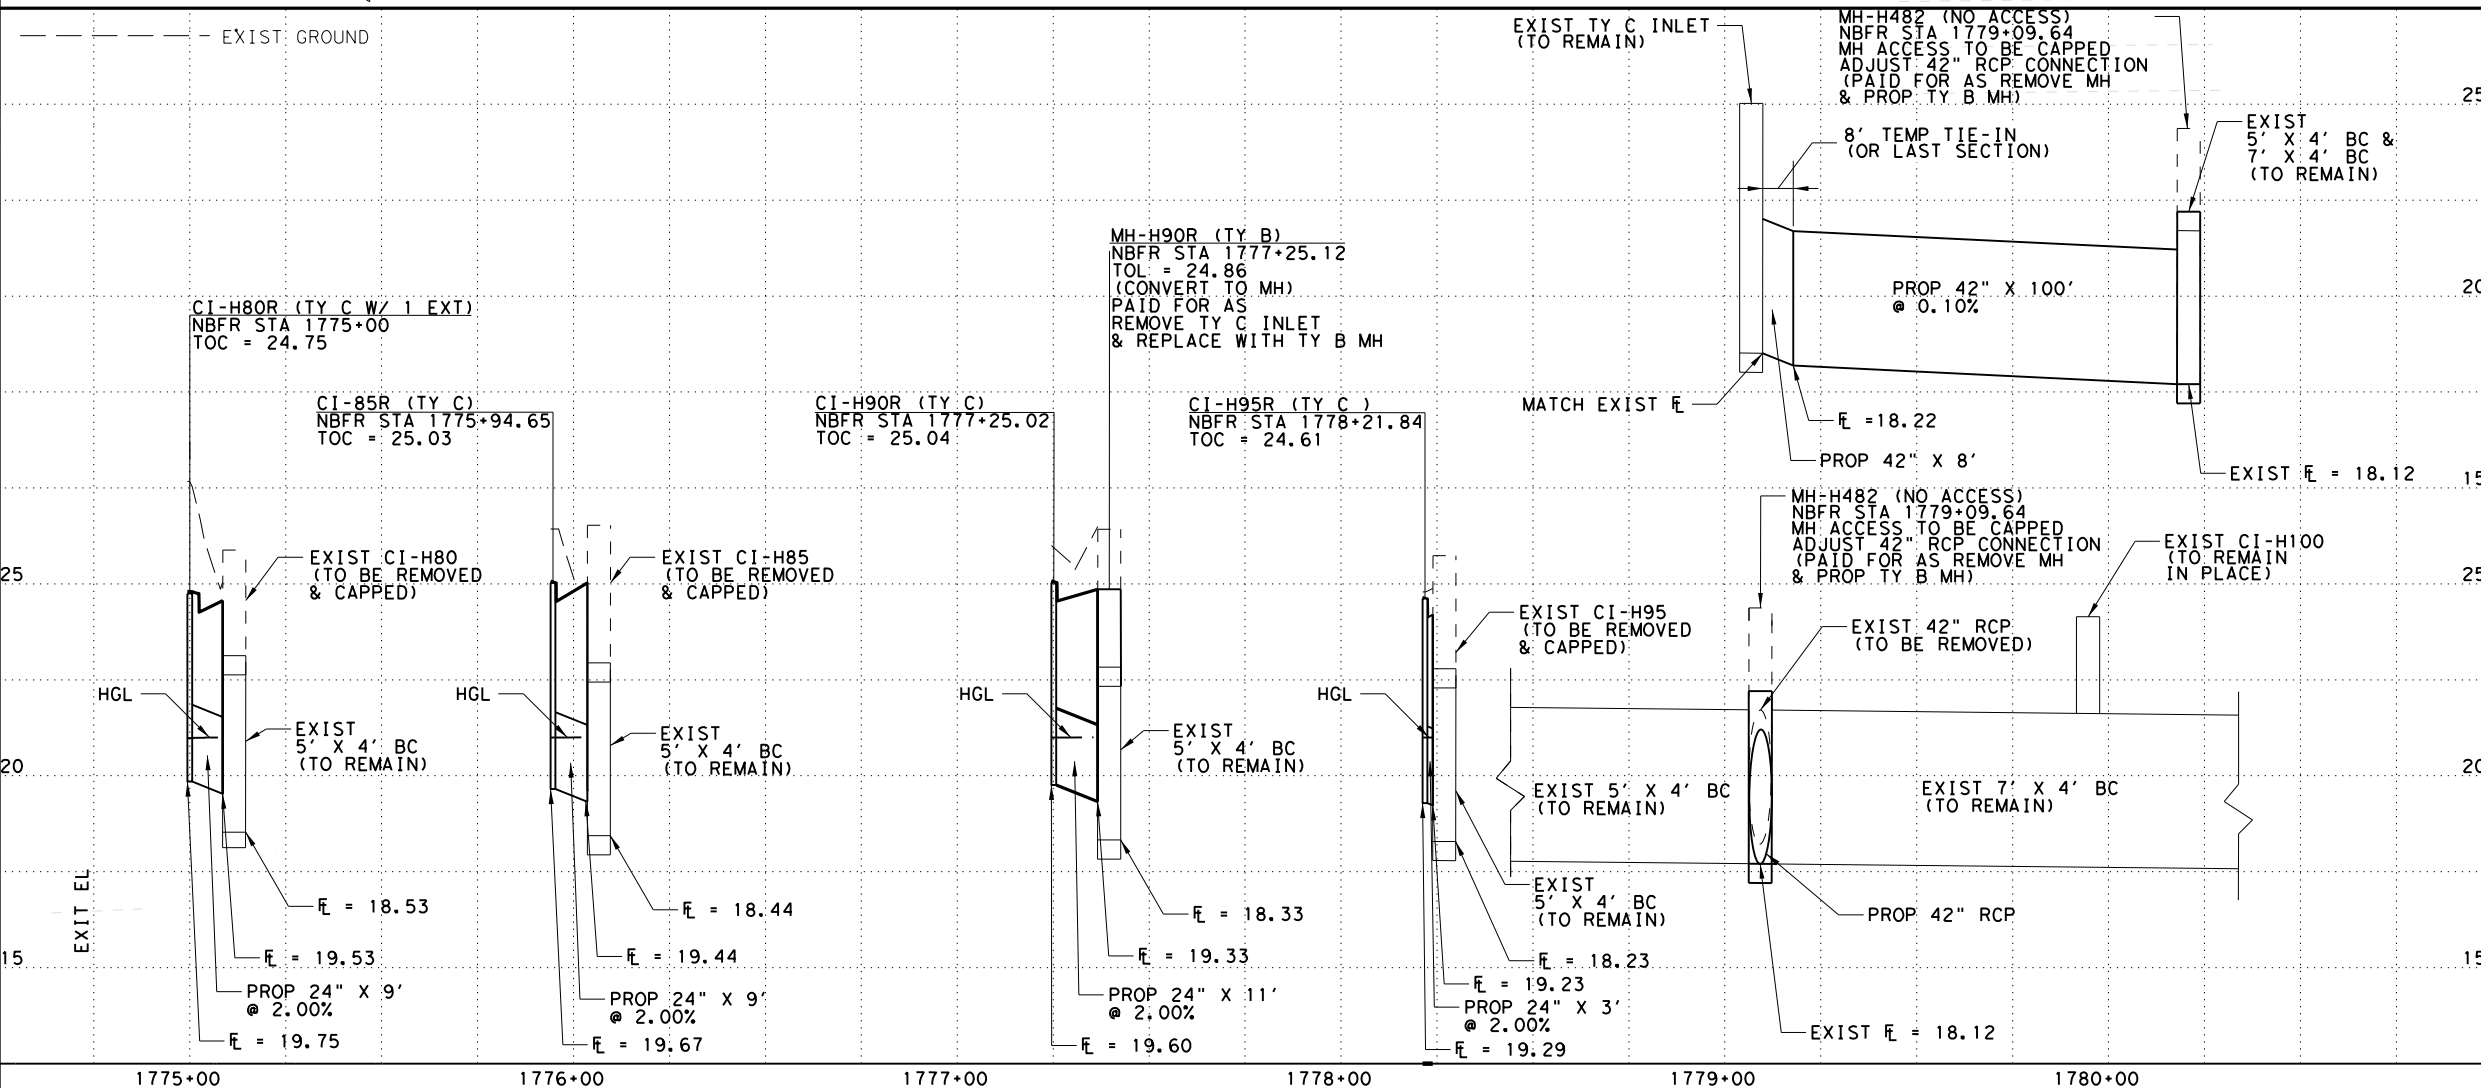 EXIST GROUND
EXIST TY C INLET
(TO REMAIN)
MH-H482 (NO ACCESS)
NBFR STA 1779+09.64
MH ACCESS TO BE CAPPED
ADJUST 42" RCP CONNECTION
(PAID FOR AS REMOVE MH
& PROP TY B MH)
25
8' TEMP TIE-IN
(OR LAST SECTION)
EXIST
5' X 4' BC &
7' X 4' BC
(TO REMAIN)
MH-H90R (TY B)
NBFR STA 1777+25.12
TOL = 24.86
(CONVERT TO MH)
PAID FOR AS
REMOVE TY C INLET
& REPLACE WITH TY B MH
PROP 42" X 100'
@ 0.10%
20
CI-H80R (TY C W/ 1 EXT)
NBFR STA 1775+00
TOC = 24.75
CI-85R (TY C)
NBFR STA 1775+94.65
TOC = 25.03
CI-H90R (TY C)
NBFR STA 1777+25.02
TOC = 25.04
CI-H95R (TY C )
NBFR STA 1778+21.84
TOC = 24.61
MATCH EXIST FL
FL =18.22
PROP 42" X 8'
EXIST FL = 18.12
15
MH-H482 (NO ACCESS)
NBFR STA 1779+09.64
MH ACCESS TO BE CAPPED
ADJUST 42" RCP CONNECTION
(PAID FOR AS REMOVE MH
& PROP TY B MH)
EXIST CI-H100
(TO REMAIN
IN PLACE)
25
25
EXIST CI-H80
(TO BE REMOVED
& CAPPED)
EXIST CI-H85
(TO BE REMOVED
& CAPPED)
EXIST CI-H95
(TO BE REMOVED
& CAPPED)
EXIST 42" RCP
(TO BE REMOVED)
HGL
HGL
HGL
HGL
EXIST
5' X 4' BC
(TO REMAIN)
EXIST
5' X 4' BC
(TO REMAIN)
EXIST
5' X 4' BC
(TO REMAIN)
20
20
EXIST 5' X 4' BC
(TO REMAIN)
EXIST 7' X 4' BC
(TO REMAIN)
EXIST
5' X 4' BC
(TO REMAIN)
PROP 42" RCP
EXIT EL
FL = 18.53
FL = 18.44
FL = 18.33
FL = 18.23
15
15
FL = 19.53
FL = 19.44
FL = 19.33
FL = 19.23
PROP 24" X 9'
@ 2.00%
PROP 24" X 9'
@ 2.00%
PROP 24" X 11'
@ 2.00%
PROP 24" X 3'
@ 2.00%
FL = 19.75
FL = 19.67
FL = 19.60
FL = 19.29
EXIST FL = 18.12
1775+00
1776+00
1777+00
1778+00
1779+00
1780+00